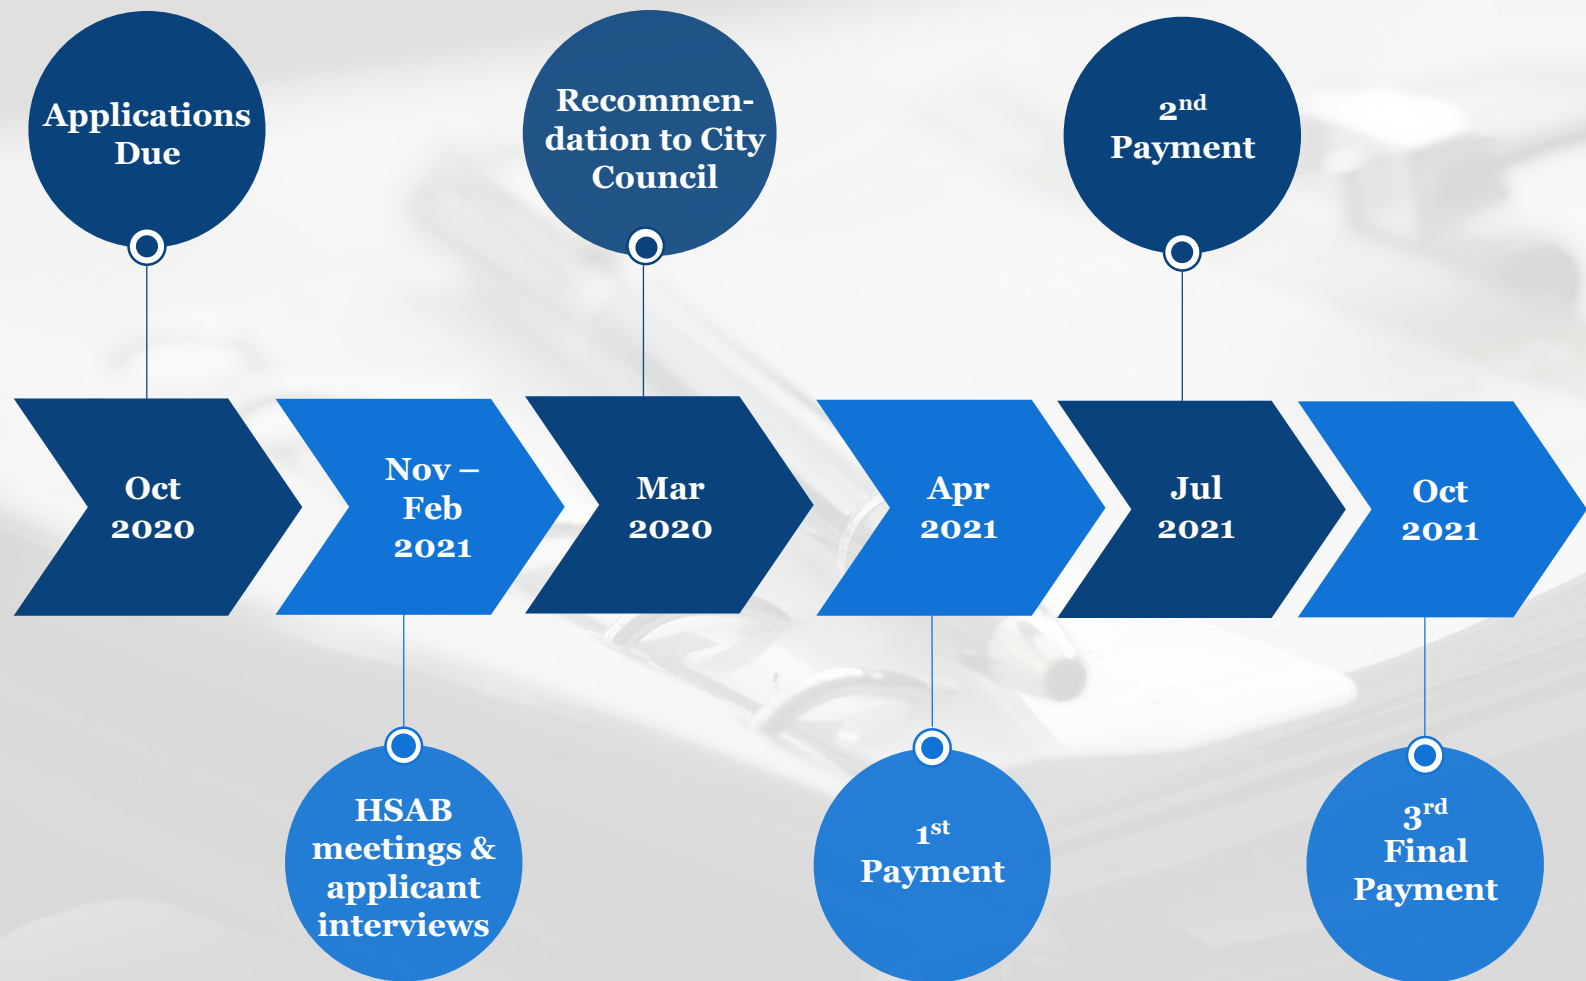 Applications
Due
Recommen-
dation to City
Council
2nd
Payment
Oct
2020
Nov –
Feb
2021
Mar
2020
Apr
2021
Jul
2021
Oct
2021
HSAB
meetings &
applicant
interviews
1st
Payment
3rd
Final
Payment